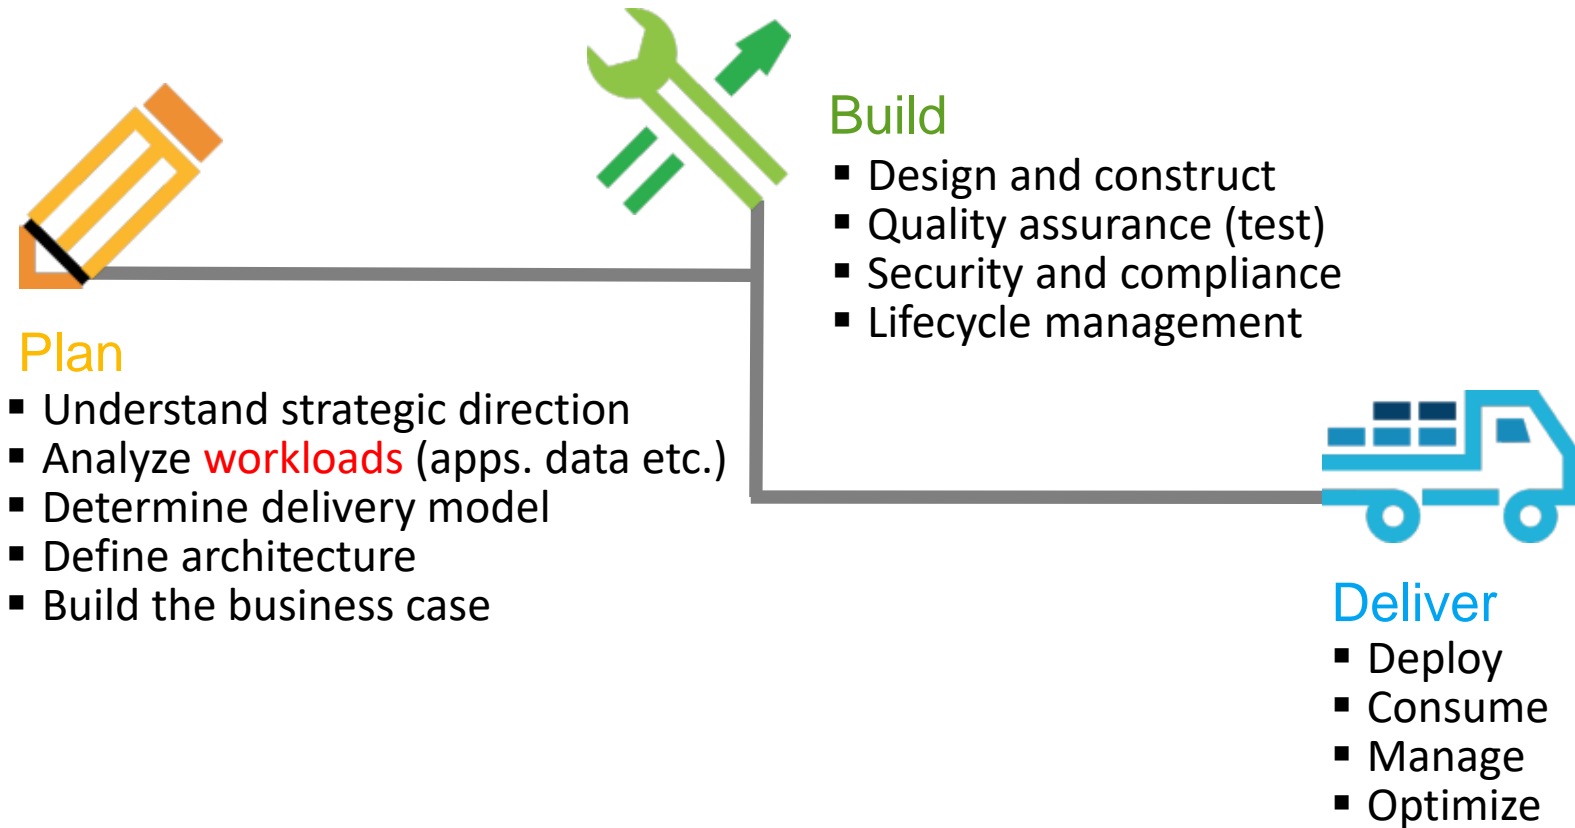 Plan
▪ Understand strategic direction
▪ Analyze workloads (apps. data etc.)
▪ Determine delivery model
▪ Define architecture
▪ Build the business case
Build
▪ Design and construct
▪ Quality assurance (test)
▪ Security and compliance
▪ Lifecycle management
Deliver
▪ Deploy
▪ Consume
▪ Manage
▪ Optimize